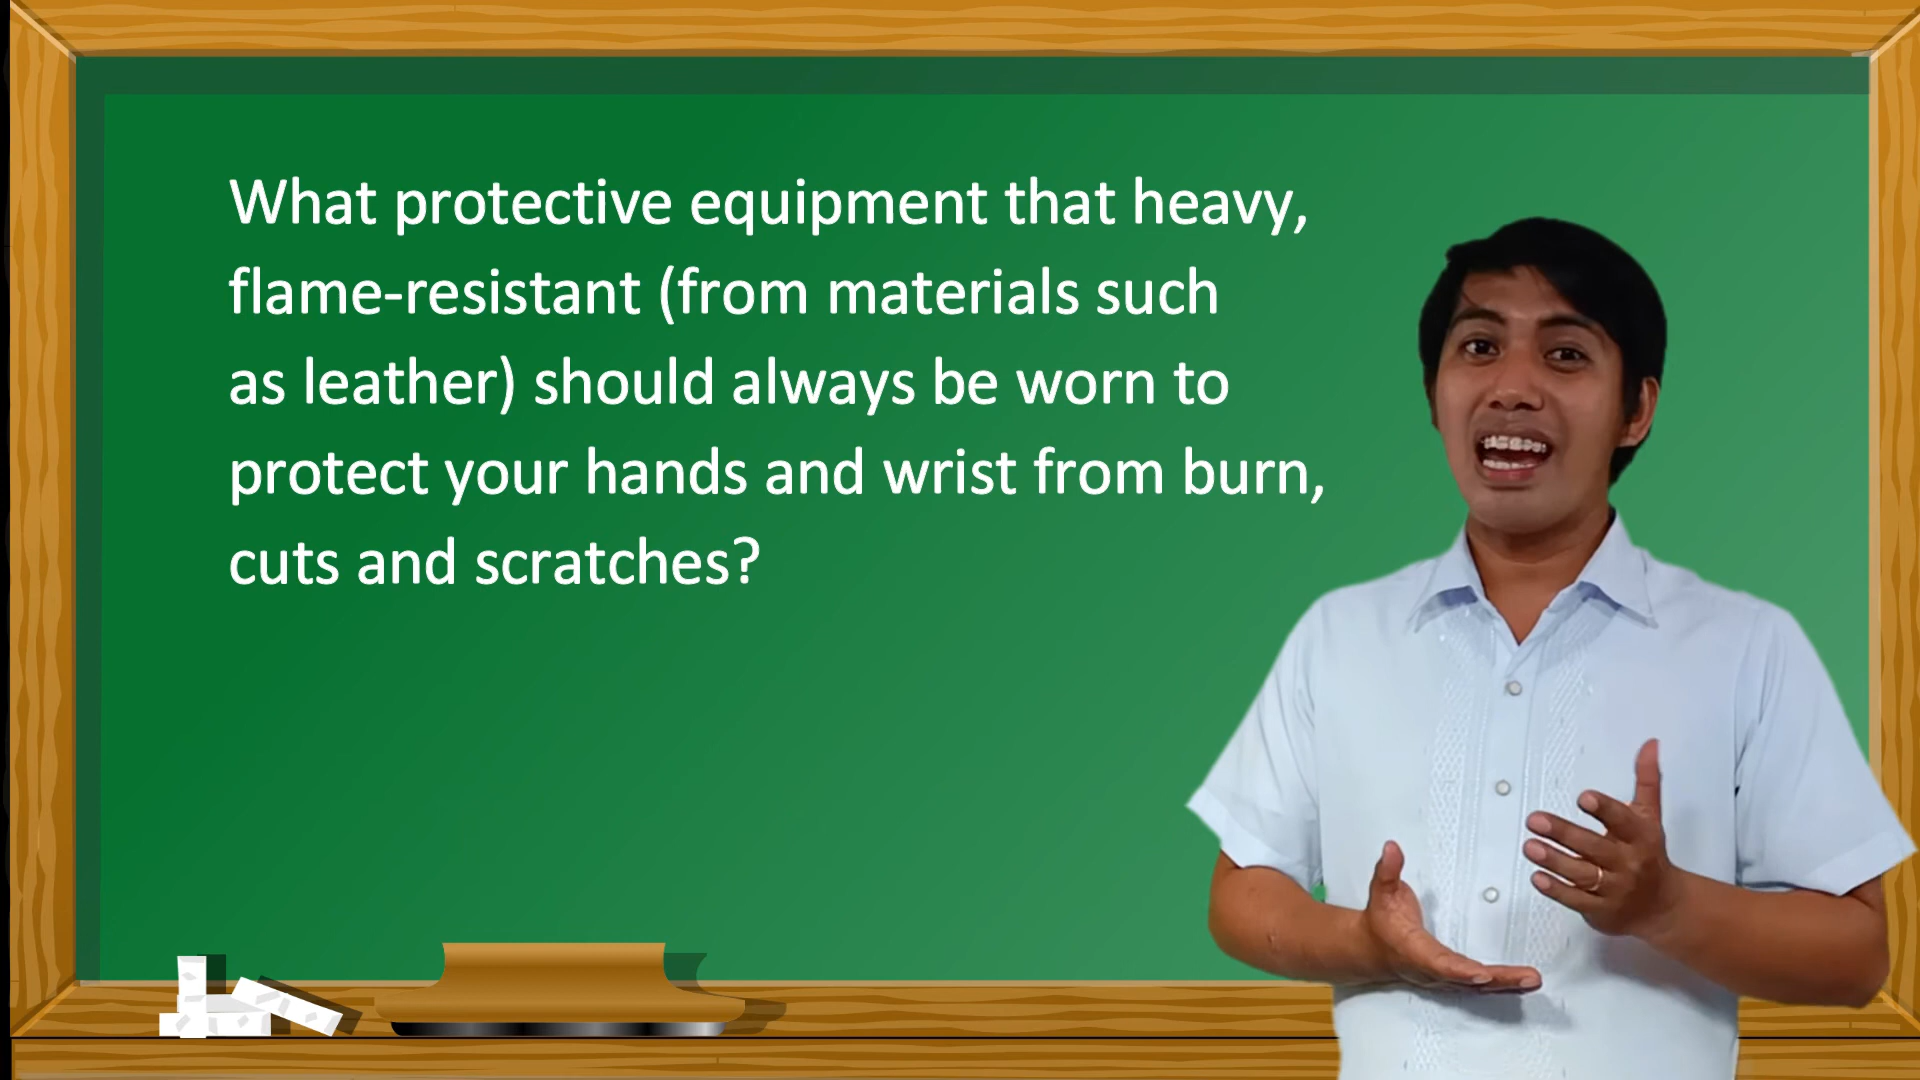 What protective equipment that heavy,
flame-resistant (from materials such
as leather) should always be worn to
protect your hands and wrist from burn,
cuts and scratches?